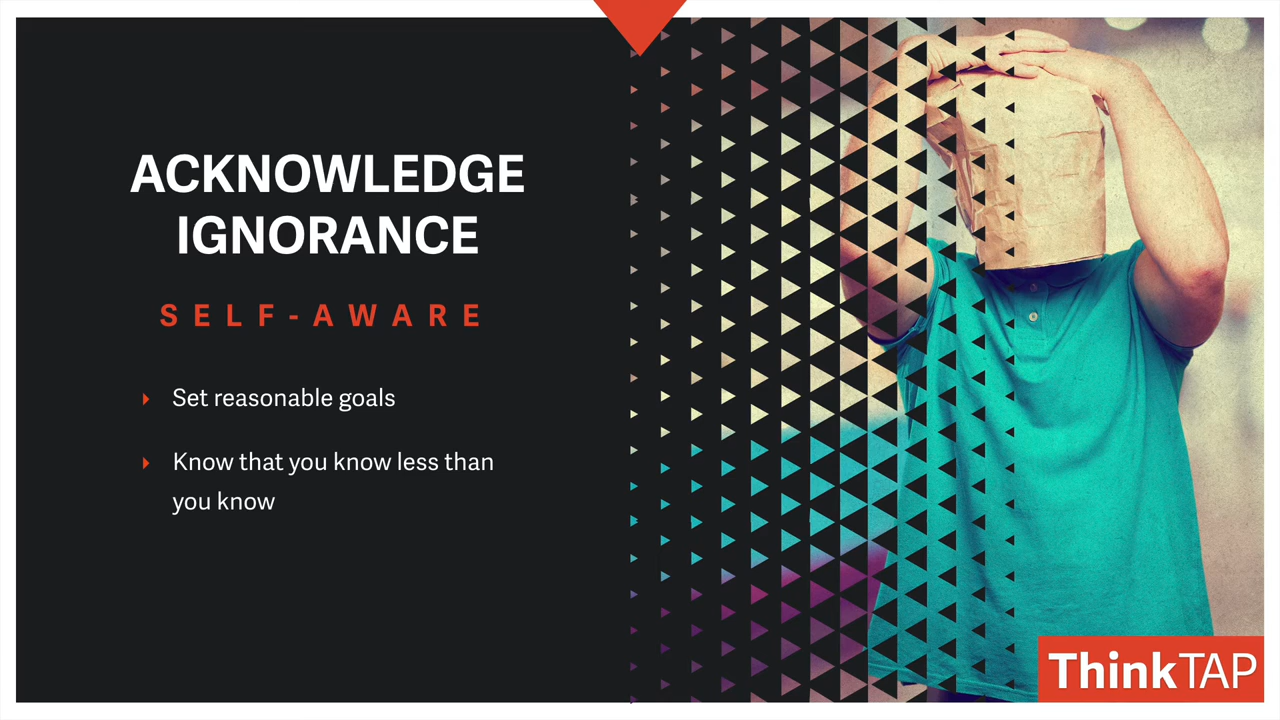 ACKNOWLEDGE
IGNORANCE
SELF-AWARE
Set reasonable goals
Know that you know less than
you know
ThinkTAP